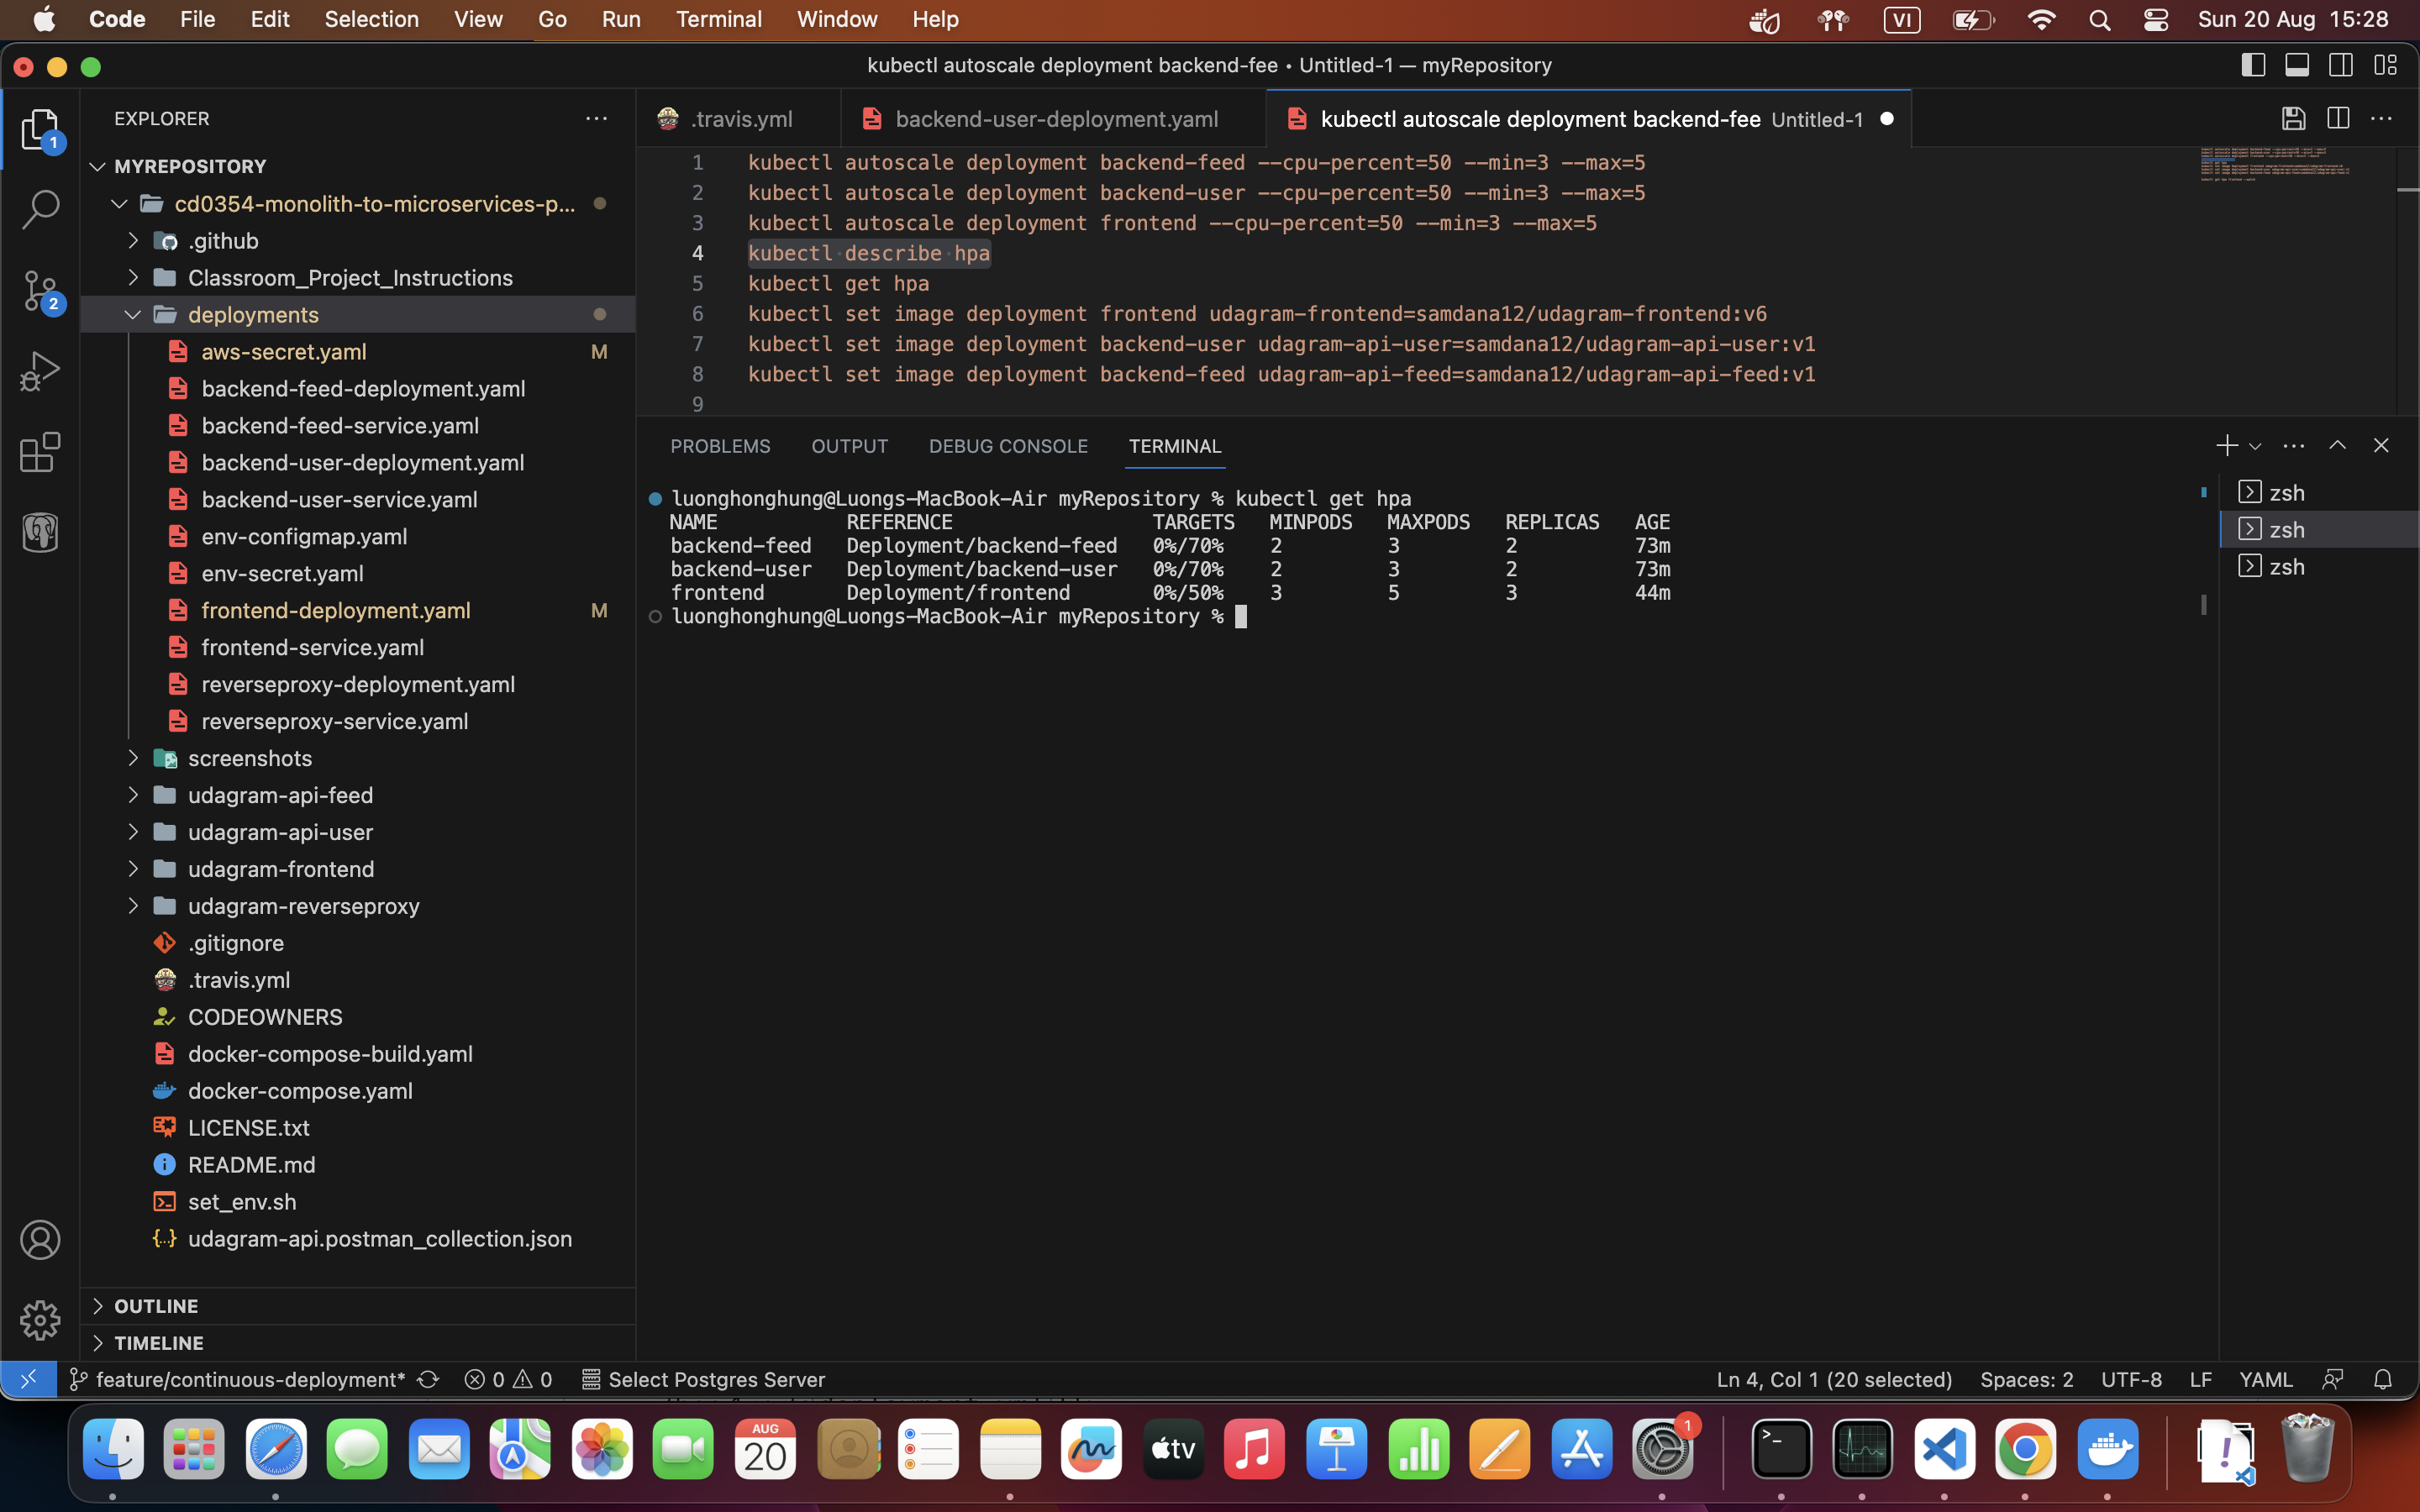 Code File Edit Selection View Go Run Terminal Window Help VI Sun 20 Aug 15:28
kubectl autoscale deployment backend-fee • Untitled-1 — myRepository
EXPLORER
MYREPOSITORY
cd0354-monolith-to-microservices-p...
.github
Classroom_Project_Instructions
deployments
aws-secret.yaml M
backend-feed-deployment.yaml
backend-feed-service.yaml
backend-user-deployment.yaml
backend-user-service.yaml
env-configmap.yaml
env-secret.yaml
frontend-deployment.yaml M
frontend-service.yaml
reverseproxy-deployment.yaml
reverseproxy-service.yaml
screenshots
udagram-api-feed
udagram-api-user
udagram-frontend
udagram-reverseproxy
.gitignore
.travis.yml
CODEOWNERS
docker-compose-build.yaml
docker-compose.yaml
LICENSE.txt
README.md
set_env.sh
udagram-api.postman_collection.json
OUTLINE
TIMELINE
1
2
.travis.yml backend-user-deployment.yaml kubectl autoscale deployment backend-fee Untitled-1
1 kubectl autoscale deployment backend-feed --cpu-percent=50 --min=3 --max=5
2 kubectl autoscale deployment backend-user --cpu-percent=50 --min=3 --max=5
3 kubectl autoscale deployment frontend --cpu-percent=50 --min=3 --max=5
4 kubectl describe hpa
5 kubectl get hpa
6 kubectl set image deployment frontend udagram-frontend=samdana12/udagram-frontend:v6
7 kubectl set image deployment backend-user udagram-api-user=samdana12/udagram-api-user:v1
8 kubectl set image deployment backend-feed udagram-api-feed=samdana12/udagram-api-feed:v1
9
PROBLEMS OUTPUT DEBUG CONSOLE TERMINAL
luonghonghung@Luongs-MacBook-Air myRepository % kubectl get hpa
NAME REFERENCE TARGETS MINPODS MAXPODS REPLICAS AGE
backend-feed Deployment/backend-feed 0%/70% 2 3 2 73m
backend-user Deployment/backend-user 0%/70% 2 3 2 73m
frontend Deployment/frontend 0%/50% 3 5 3 44m
luonghonghung@Luongs-MacBook-Air myRepository %
zsh
zsh
zsh
feature/continuous-deployment* 0 0 Select Postgres Server Ln 4, Col 1 (20 selected) Spaces: 2 UTF-8 LF YAML
AUG
20
tv
1